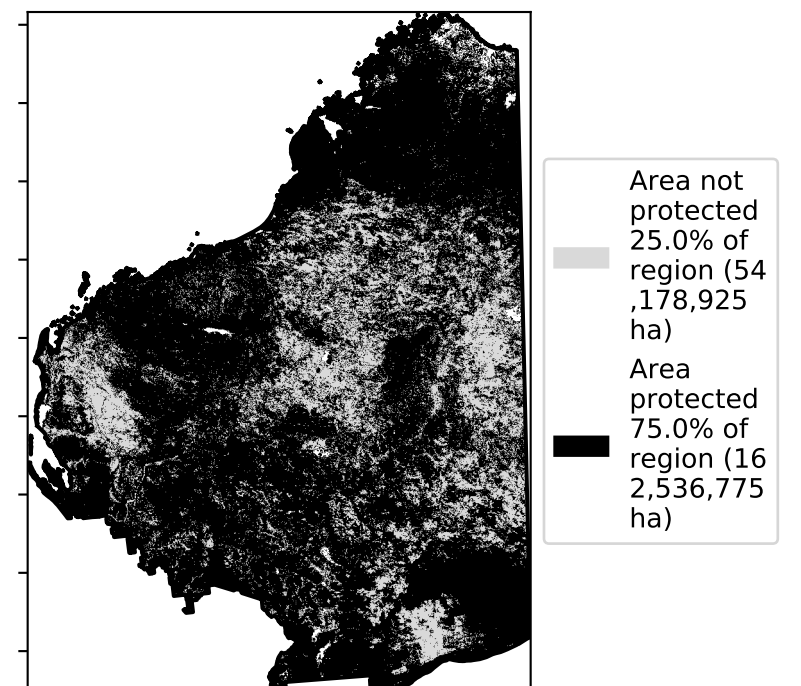 Area not
protected
25.0% of
region (54
,178,925
ha)
Area
protected
75.0% of
region (16
2,536,775
ha)